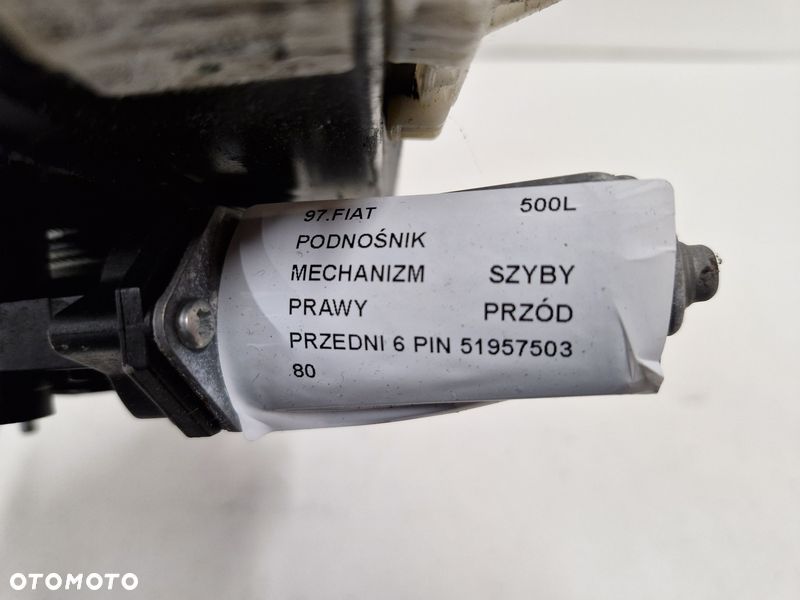 97.FIAT 500L
PODNOŚNIK
MECHANIZM SZYBY
PRAWY PRZÓD
PRZEDNI 6 PIN 51957503
80
OTOMOTO